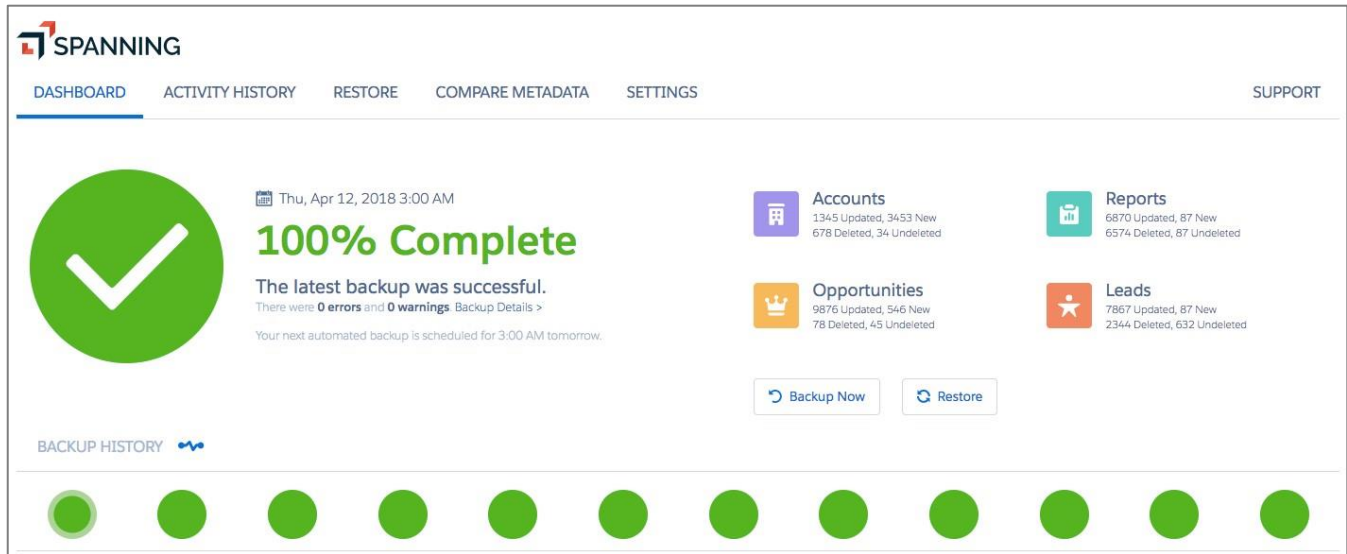 SPANNING
DASHBOARD ACTIVITY HISTORY RESTORE COMPARE METADATA SETTINGS SUPPORT
Thu, Apr 12, 2018 3:00 AM
100% Complete
The latest backup was successful.
There were 0 errors and 0 warnings. Backup Details >
Your next automated backup is scheduled for 3:00 AM tomorrow.
Accounts
1345 Updated, 3453 New
678 Deleted, 34 Undeleted
Reports
6870 Updated, 87 New
6574 Deleted, 87 Undeleted
Opportunities
9876 Updated, 546 New
78 Deleted, 45 Undeleted
Leads
7867 Updated, 87 New
2344 Deleted, 632 Undeleted
Backup Now
Restore
BACKUP HISTORY